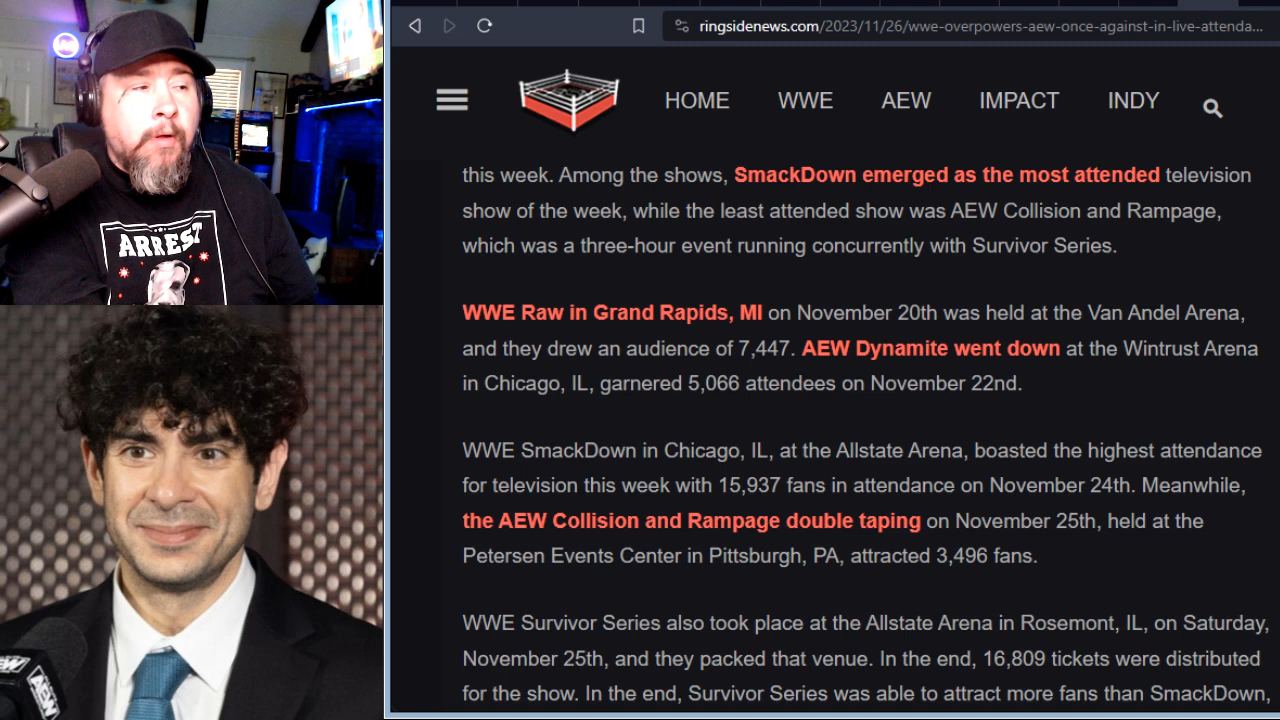 ringsidenews.com/2023/11/26/wwe-overpowers-aew-once-against-in-live-attenda...
HOME WWE AEW IMPACT INDY
this week. Among the shows, SmackDown emerged as the most attended television
show of the week, while the least attended show was AEW Collision and Rampage,
which was a three-hour event running concurrently with Survivor Series.
WWE Raw in Grand Rapids, MI on November 20th was held at the Van Andel Arena,
and they drew an audience of 7,447. AEW Dynamite went down at the Wintrust Arena
in Chicago, IL, garnered 5,066 attendees on November 22nd.
WWE SmackDown in Chicago, IL, at the Allstate Arena, boasted the highest attendance
for television this week with 15,937 fans in attendance on November 24th. Meanwhile,
the AEW Collision and Rampage double taping on November 25th, held at the
Petersen Events Center in Pittsburgh, PA, attracted 3,496 fans.
WWE Survivor Series also took place at the Allstate Arena in Rosemont, IL, on Saturday,
November 25th, and they packed that venue. In the end, 16,809 tickets were distributed
for the show. In the end, Survivor Series was able to attract more fans than SmackDown,
ARREST
AEW